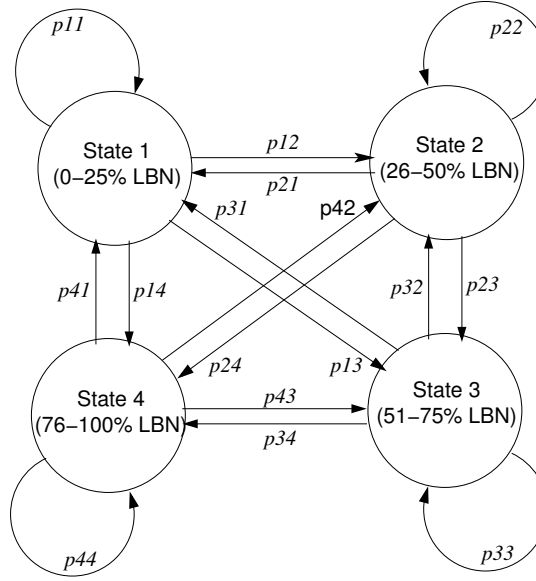 p11
p22
State 1
(0−25% LBN)
p12
p21
State 2
(26−50% LBN)
p31
p42
p41
p14
p32
p23
p24
p13
State 4
(76−100% LBN)
p43
p34
State 3
(51−75% LBN)
p44
p33